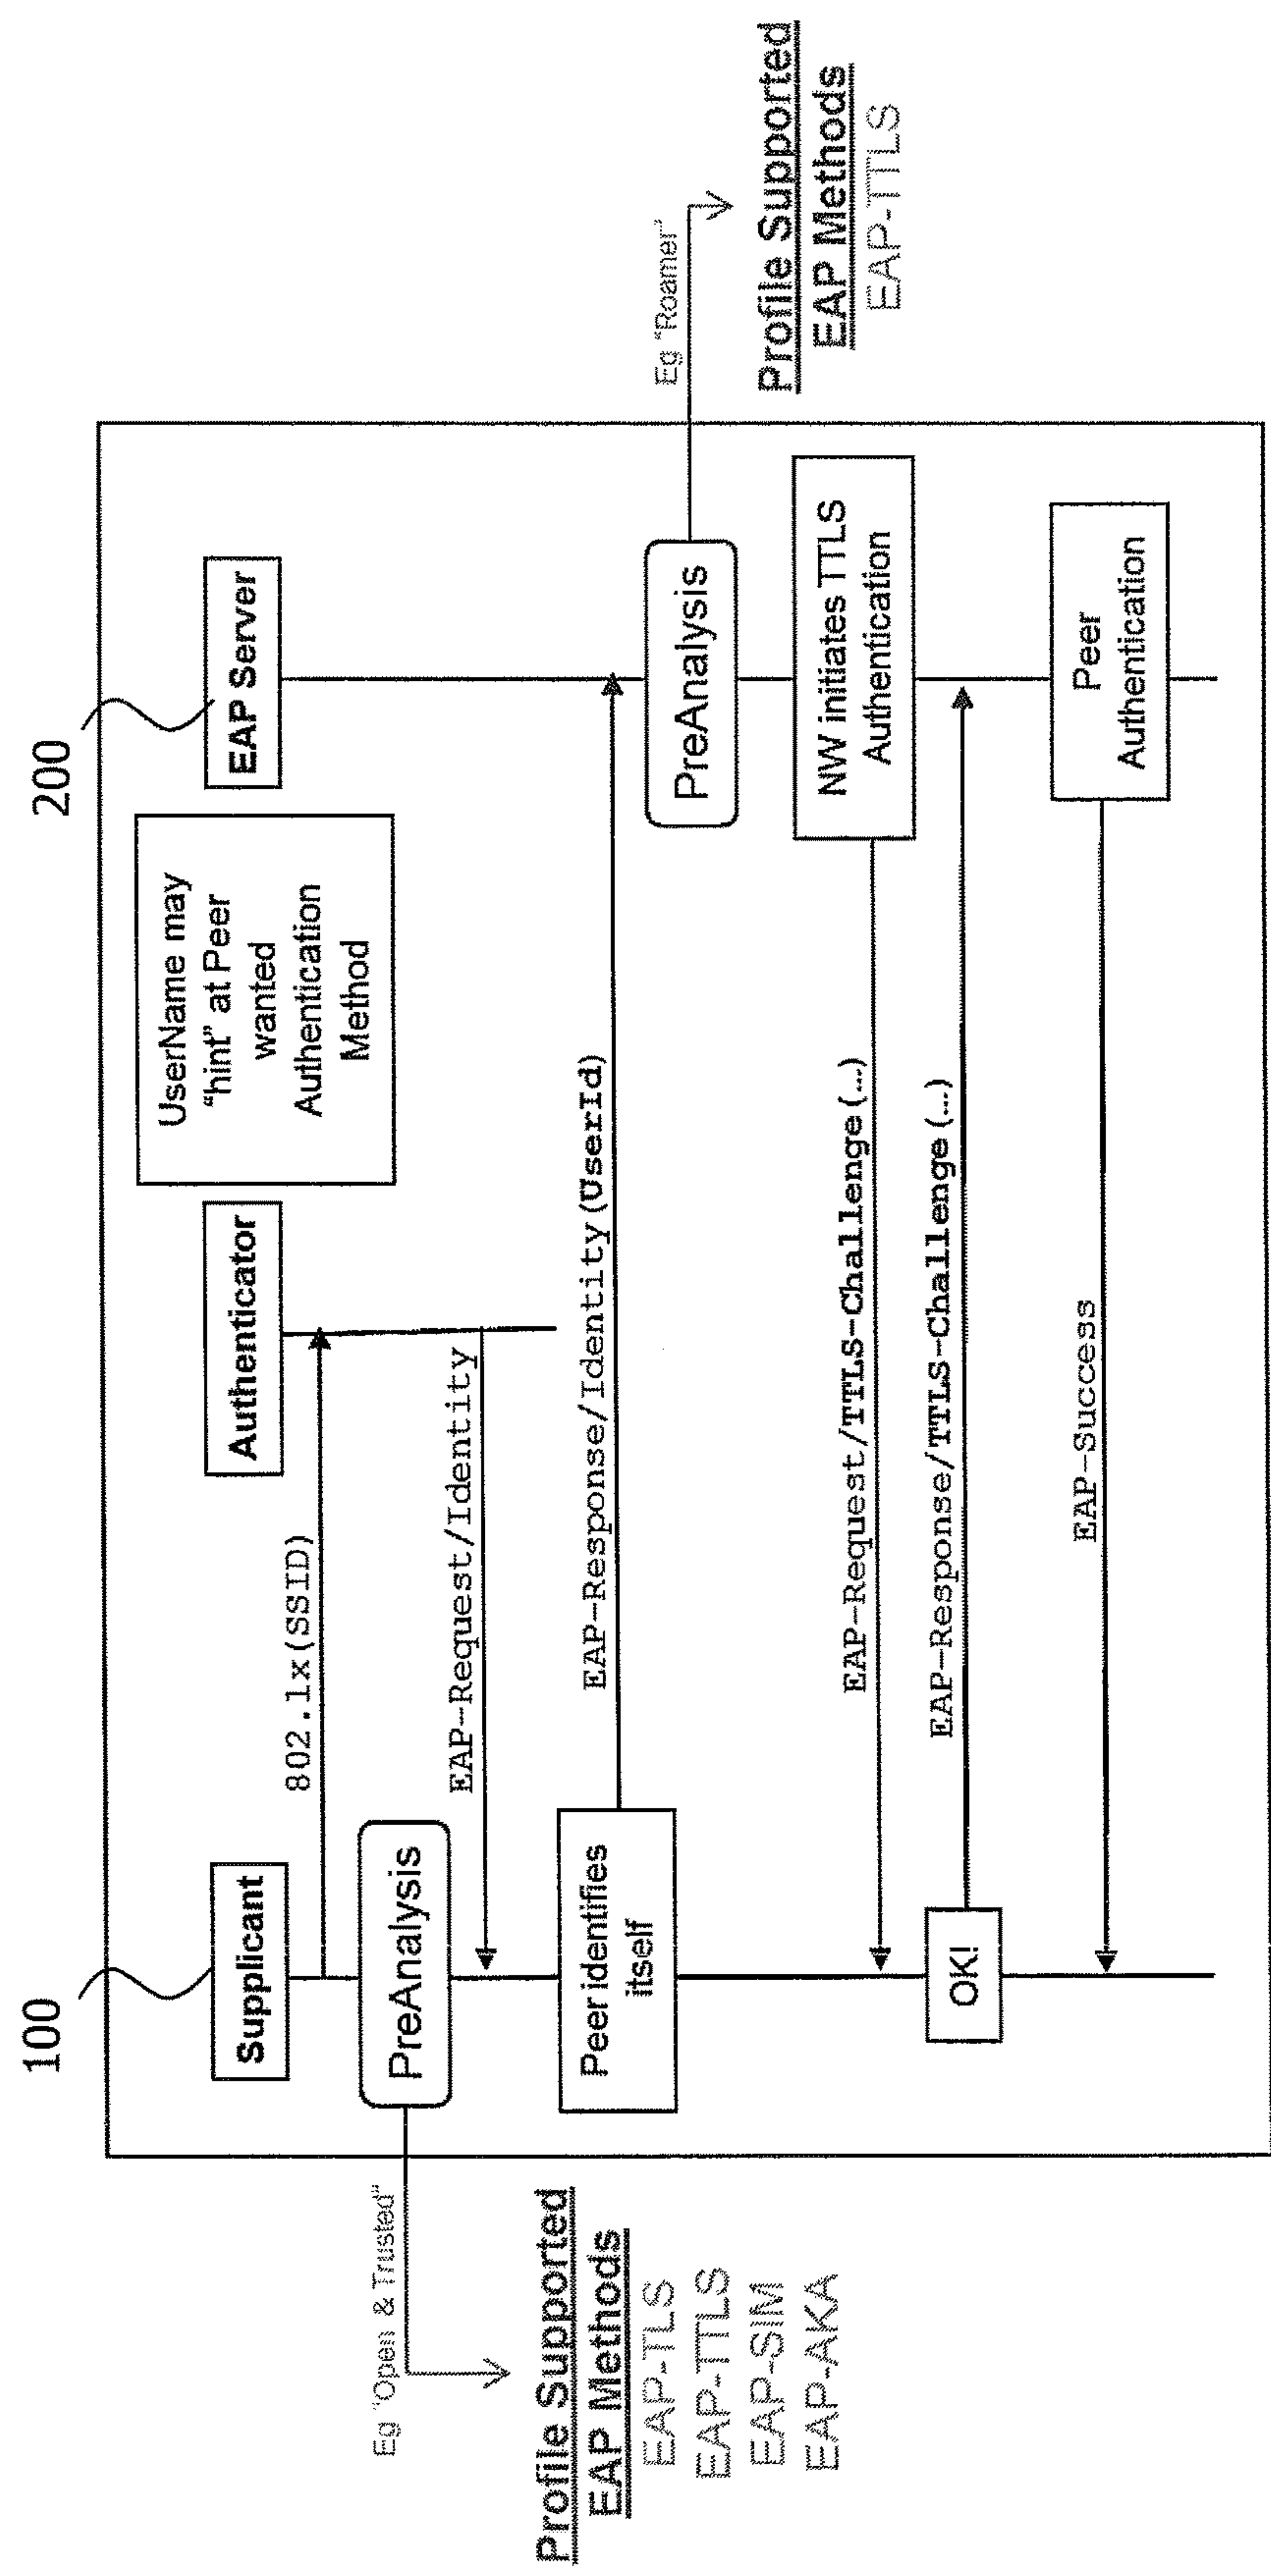 100
200
Supplicant
Authenticator
UserName may
“hint” at Peer
wanted
Authentication
Method
EAP Server
802.1x(SSID)
Eg “Open & Trusted”
PreAnalysis
Profile Supported
EAP Methods
EAP-TLS
EAP-TTLS
EAP-SIM
EAP-AKA
EAP-Request/Identity
Peer identifies
itself
EAP-Response/Identity(UserId)
PreAnalysis
Eg “Roamer”
Profile Supported
EAP Methods
EAP-TTLS
NW initiates TTLS
Authentication
EAP-Request/TTLS-Challenge(...)
OK!
EAP-Response/TTLS-Challenge(...)
Peer
Authentication
EAP-Success